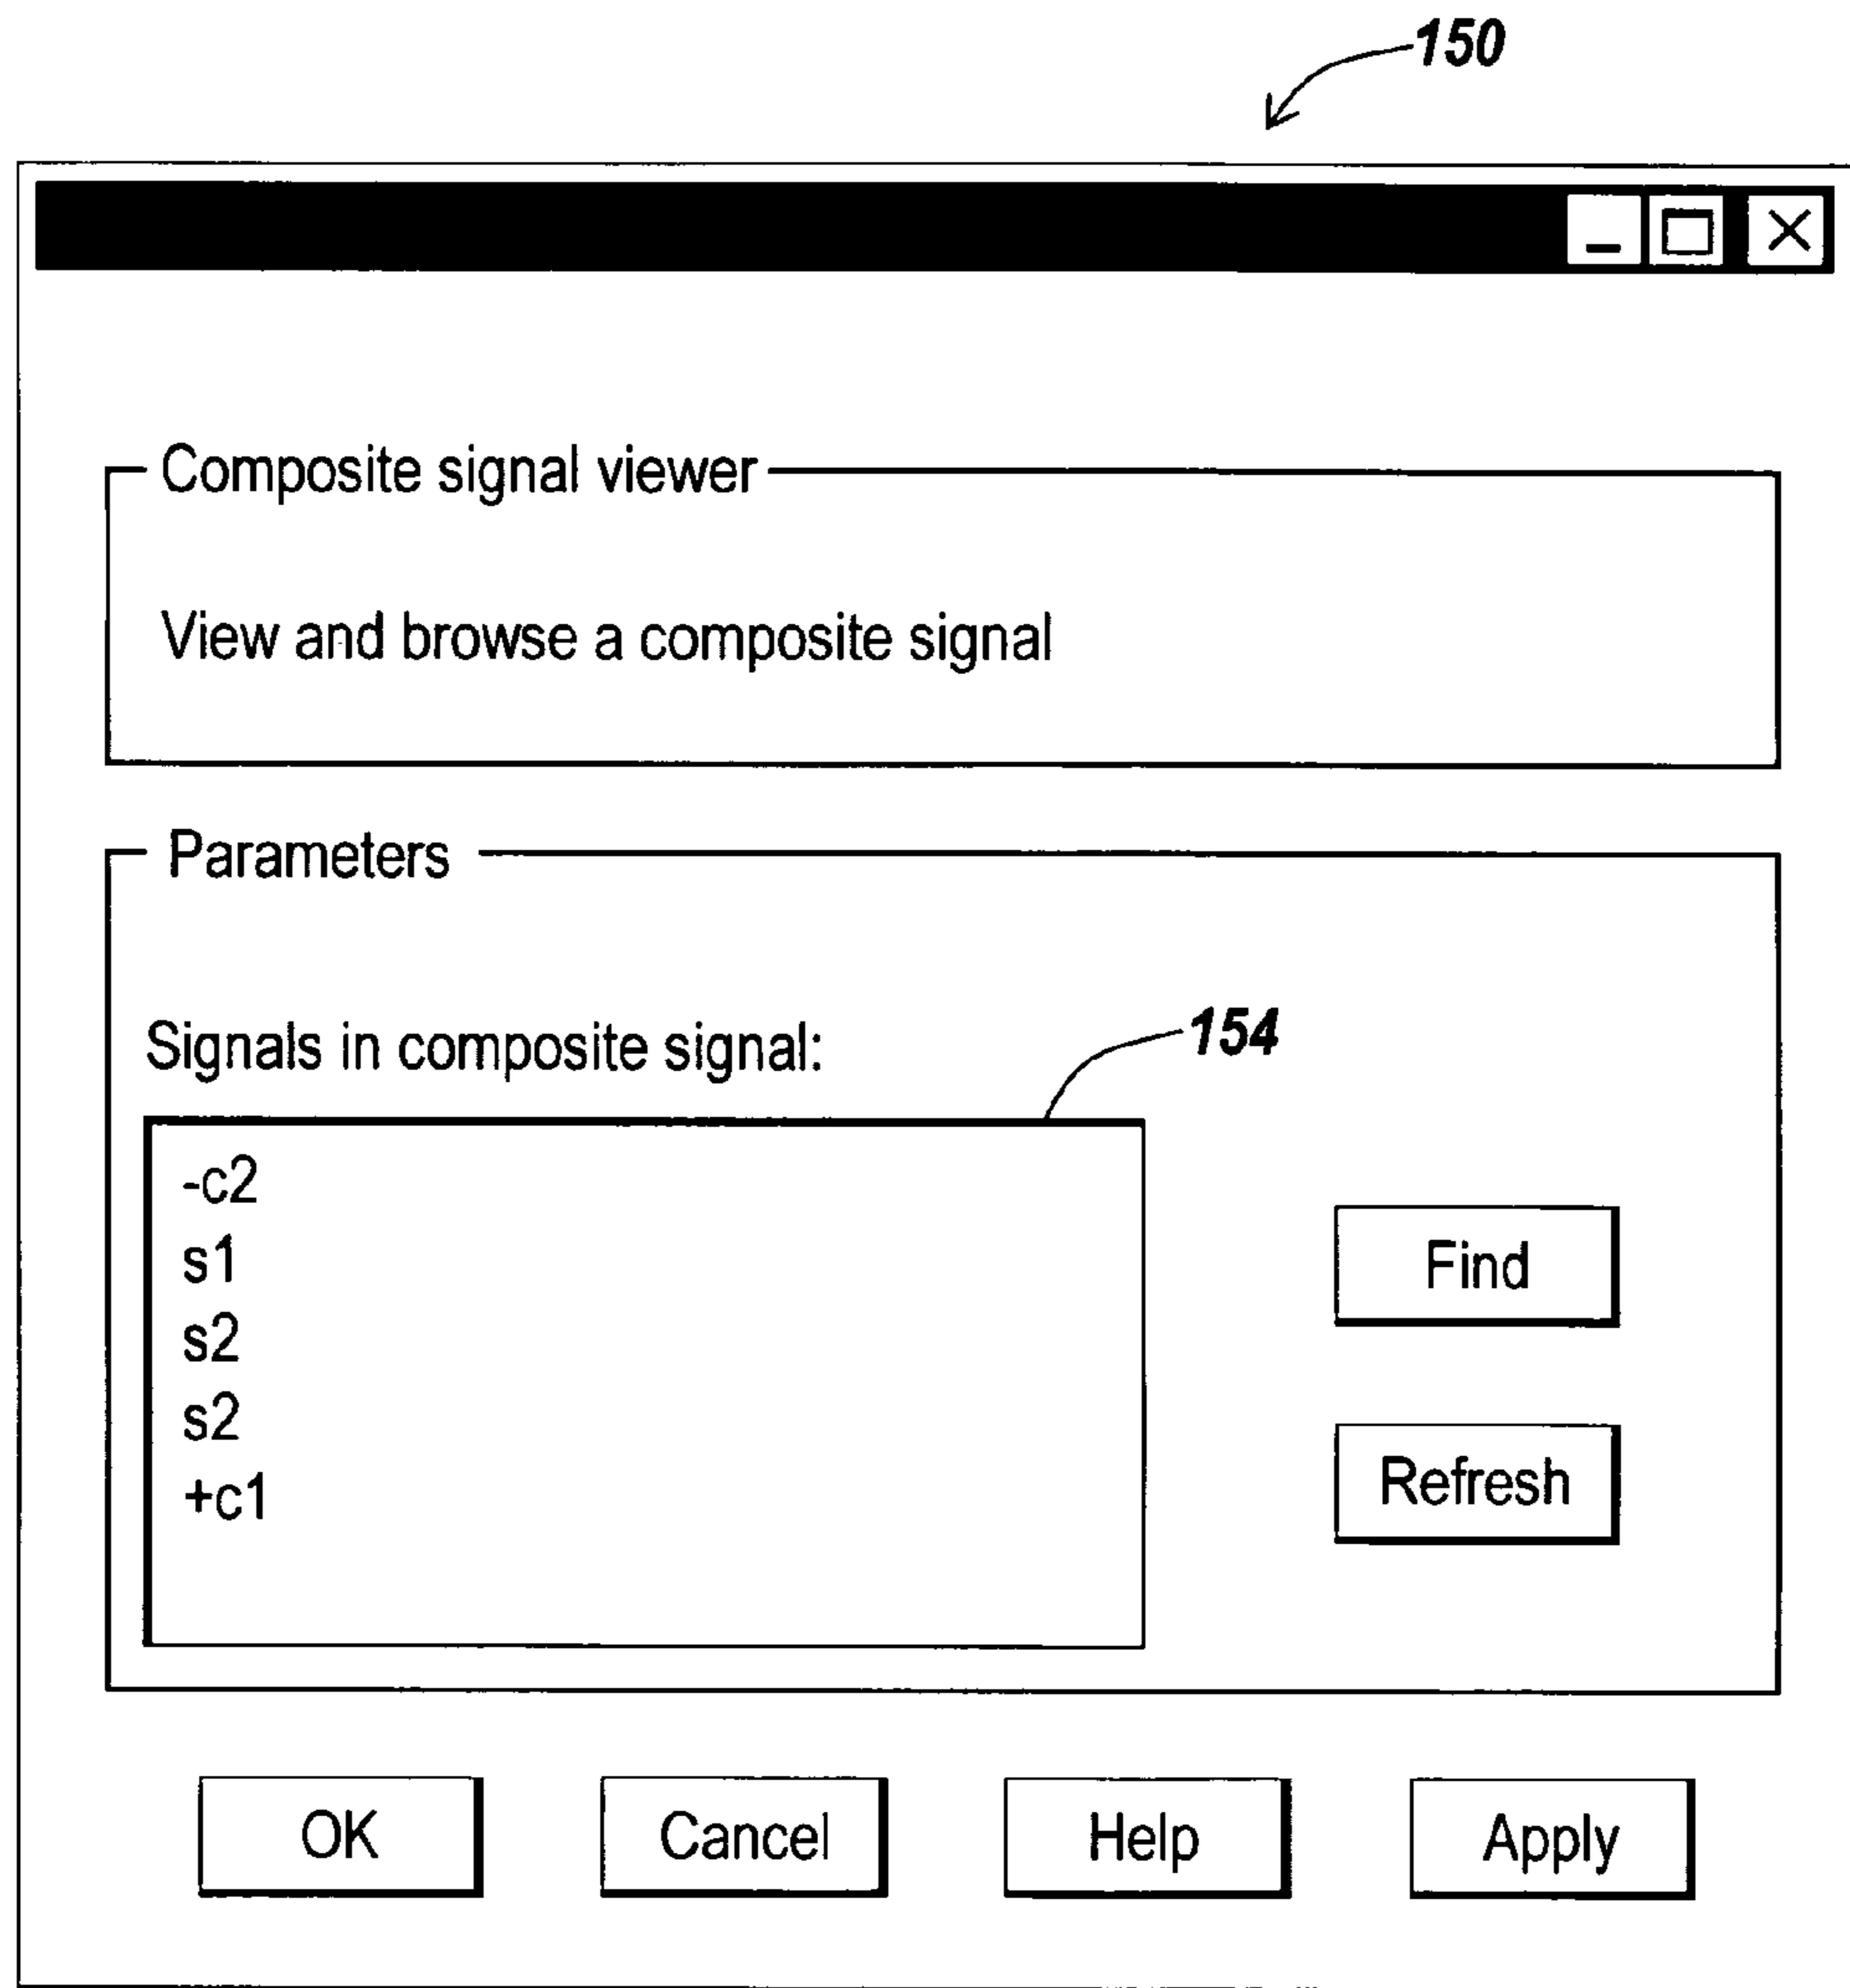 150
Composite signal viewer
View and browse a composite signal
Parameters
Signals in composite signal:
154
-c2
s1
s2
s2
+c1
Find
Refresh
OK
Cancel
Help
Apply